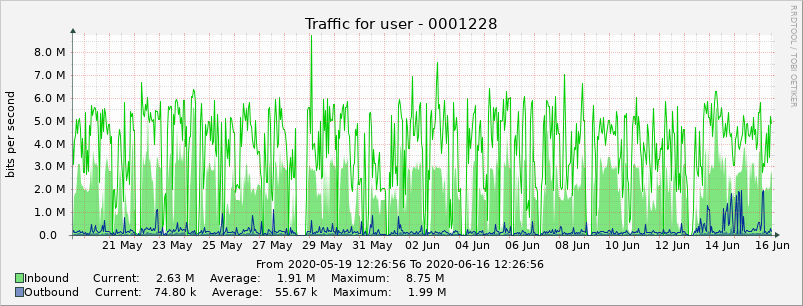 Traffic for user - 0001228
RRDTOOL / TOBI OETIKER
bits per second
8.0 M
7.0 M
6.0 M
5.0 M
4.0 M
3.0 M
2.0 M
1.0 M
0.0
21 May 23 May 25 May 27 May 29 May 31 May 02 Jun 04 Jun 06 Jun 08 Jun 10 Jun 12 Jun 14 Jun 16 Jun
From 2020-05-19 12:26:56 To 2020-06-16 12:26:56
Inbound Current: 2.63 M Average: 1.91 M Maximum: 8.75 M
Outbound Current: 74.80 k Average: 55.67 k Maximum: 1.99 M